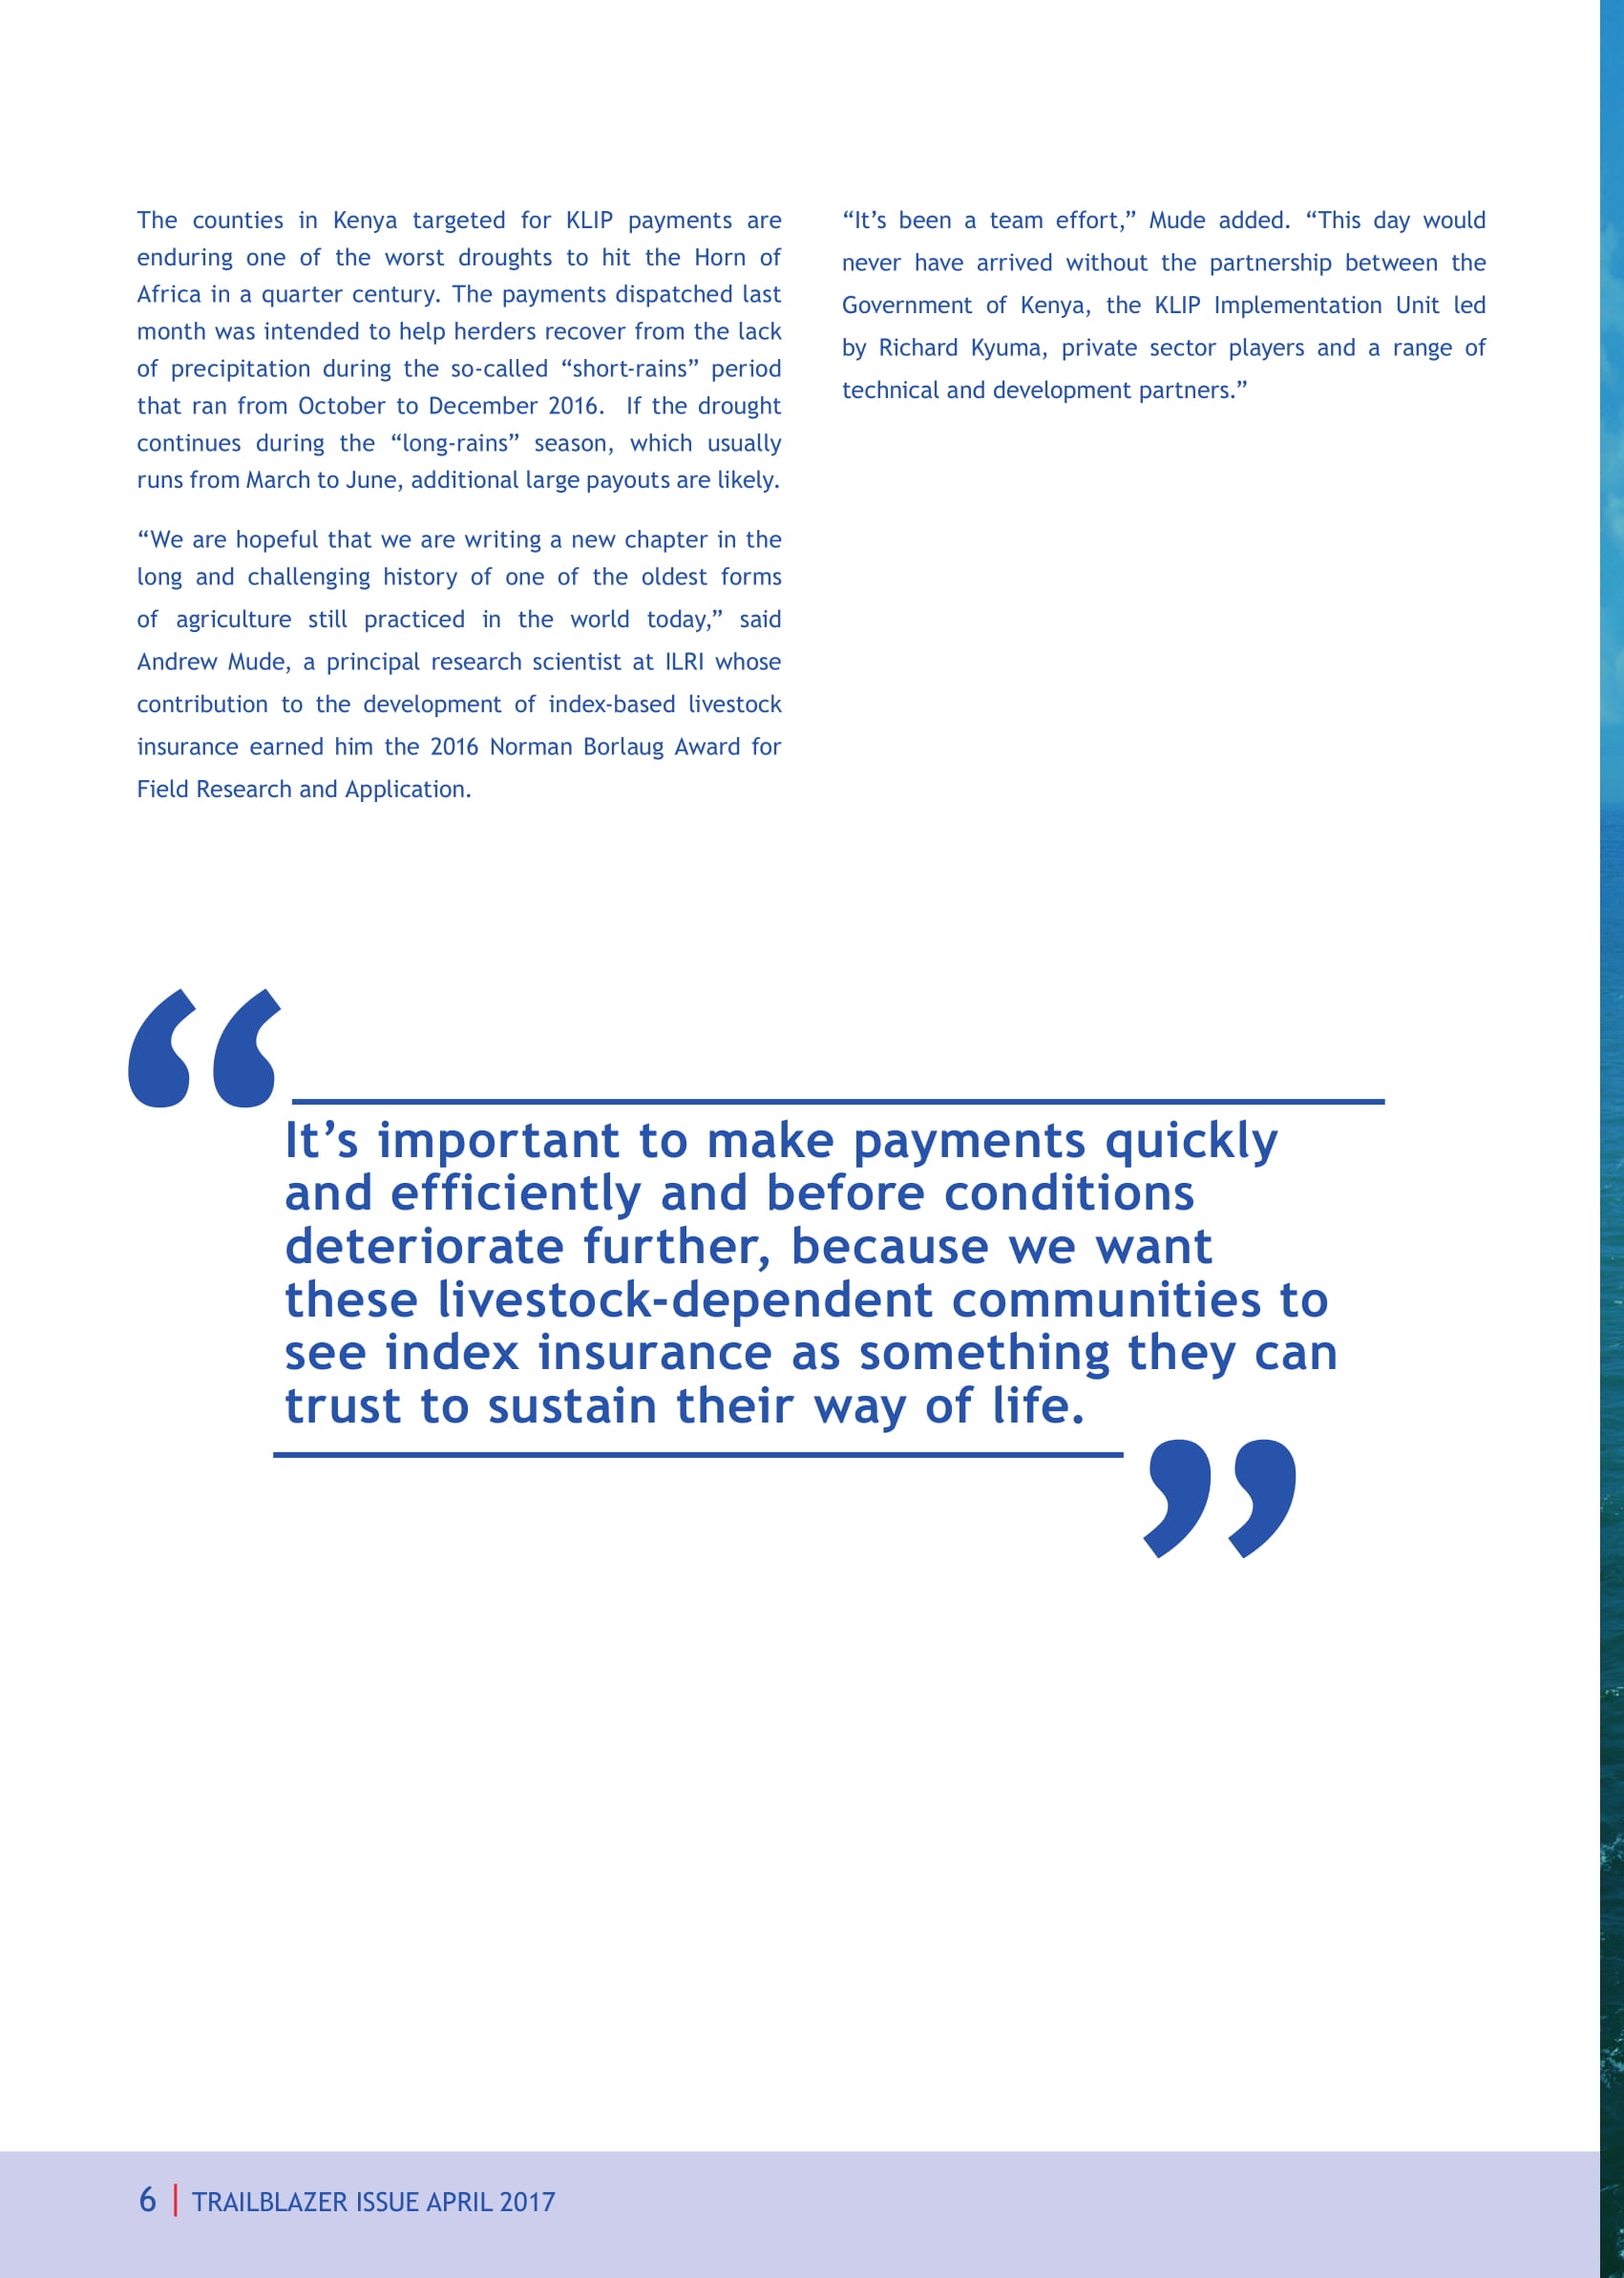 The counties in Kenya targeted for KLIP payments are
enduring one of the worst droughts to hit the Horn of
Africa in a quarter century. The payments dispatched last
month was intended to help herders recover from the lack
of precipitation during the so-called “short-rains” period
that ran from October to December 2016.  If the drought
continues during the “long-rains” season, which usually
runs from March to June, additional large payouts are likely.
“We are hopeful that we are writing a new chapter in the
long and challenging history of one of the oldest forms
of agriculture still practiced in the world today,” said
Andrew Mude, a principal research scientist at ILRI whose
contribution to the development of index-based livestock
insurance earned him the 2016 Norman Borlaug Award for
Field Research and Application.
“It’s been a team effort,” Mude added. “This day would
never have arrived without the partnership between the
Government of Kenya, the KLIP Implementation Unit led
by Richard Kyuma, private sector players and a range of
technical and development partners.”
“
It’s important to make payments quickly
and efficiently and before conditions
deteriorate further, because we want
these livestock-dependent communities to
see index insurance as something they can
trust to sustain their way of life.
”
6 | TRAILBLAZER ISSUE APRIL 2017